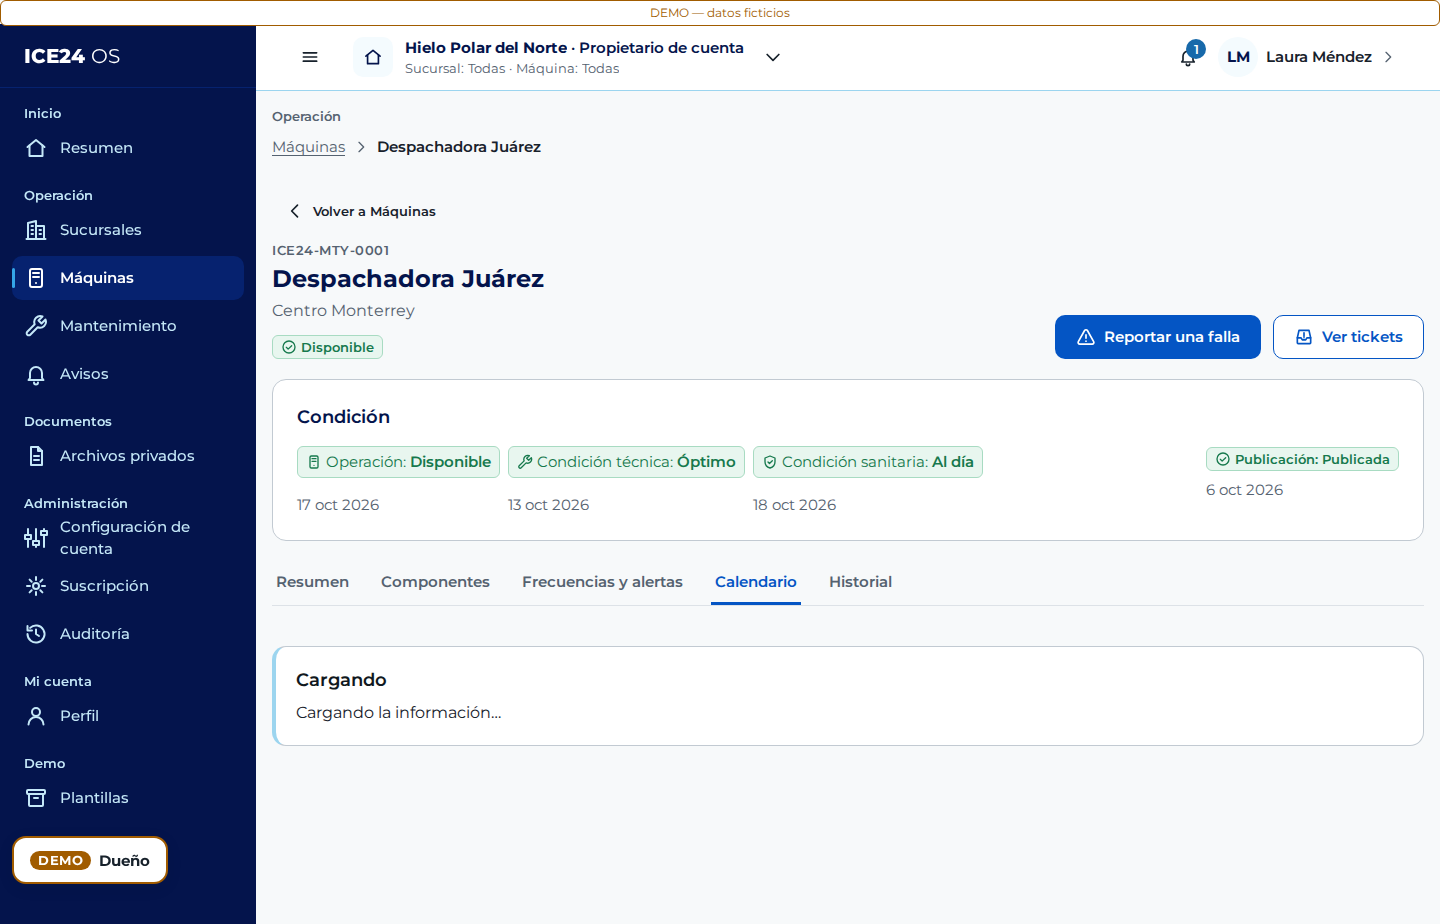 DEMO — datos ficticios
ICE24 OS
Inicio
Resumen
Operación
Sucursales
Máquinas
Mantenimiento
Avisos
Documentos
Archivos privados
Administración
Configuración de
cuenta
Suscripción
Auditoría
Mi cuenta
Perfil
Demo
Plantillas
DEMO Dueño
Hielo Polar del Norte · Propietario de cuenta
Sucursal: Todas · Máquina: Todas
1
LM Laura Méndez
Operación
Máquinas > Despachadora Juárez
Volver a Máquinas
ICE24-MTY-0001
Despachadora Juárez
Centro Monterrey
Disponible
Reportar una falla
Ver tickets
Condición
Operación: Disponible
17 oct 2026
Condición técnica: Óptimo
13 oct 2026
Condición sanitaria: Al día
18 oct 2026
Publicación: Publicada
6 oct 2026
Resumen Componentes Frecuencias y alertas Calendario Historial
Cargando
Cargando la información...